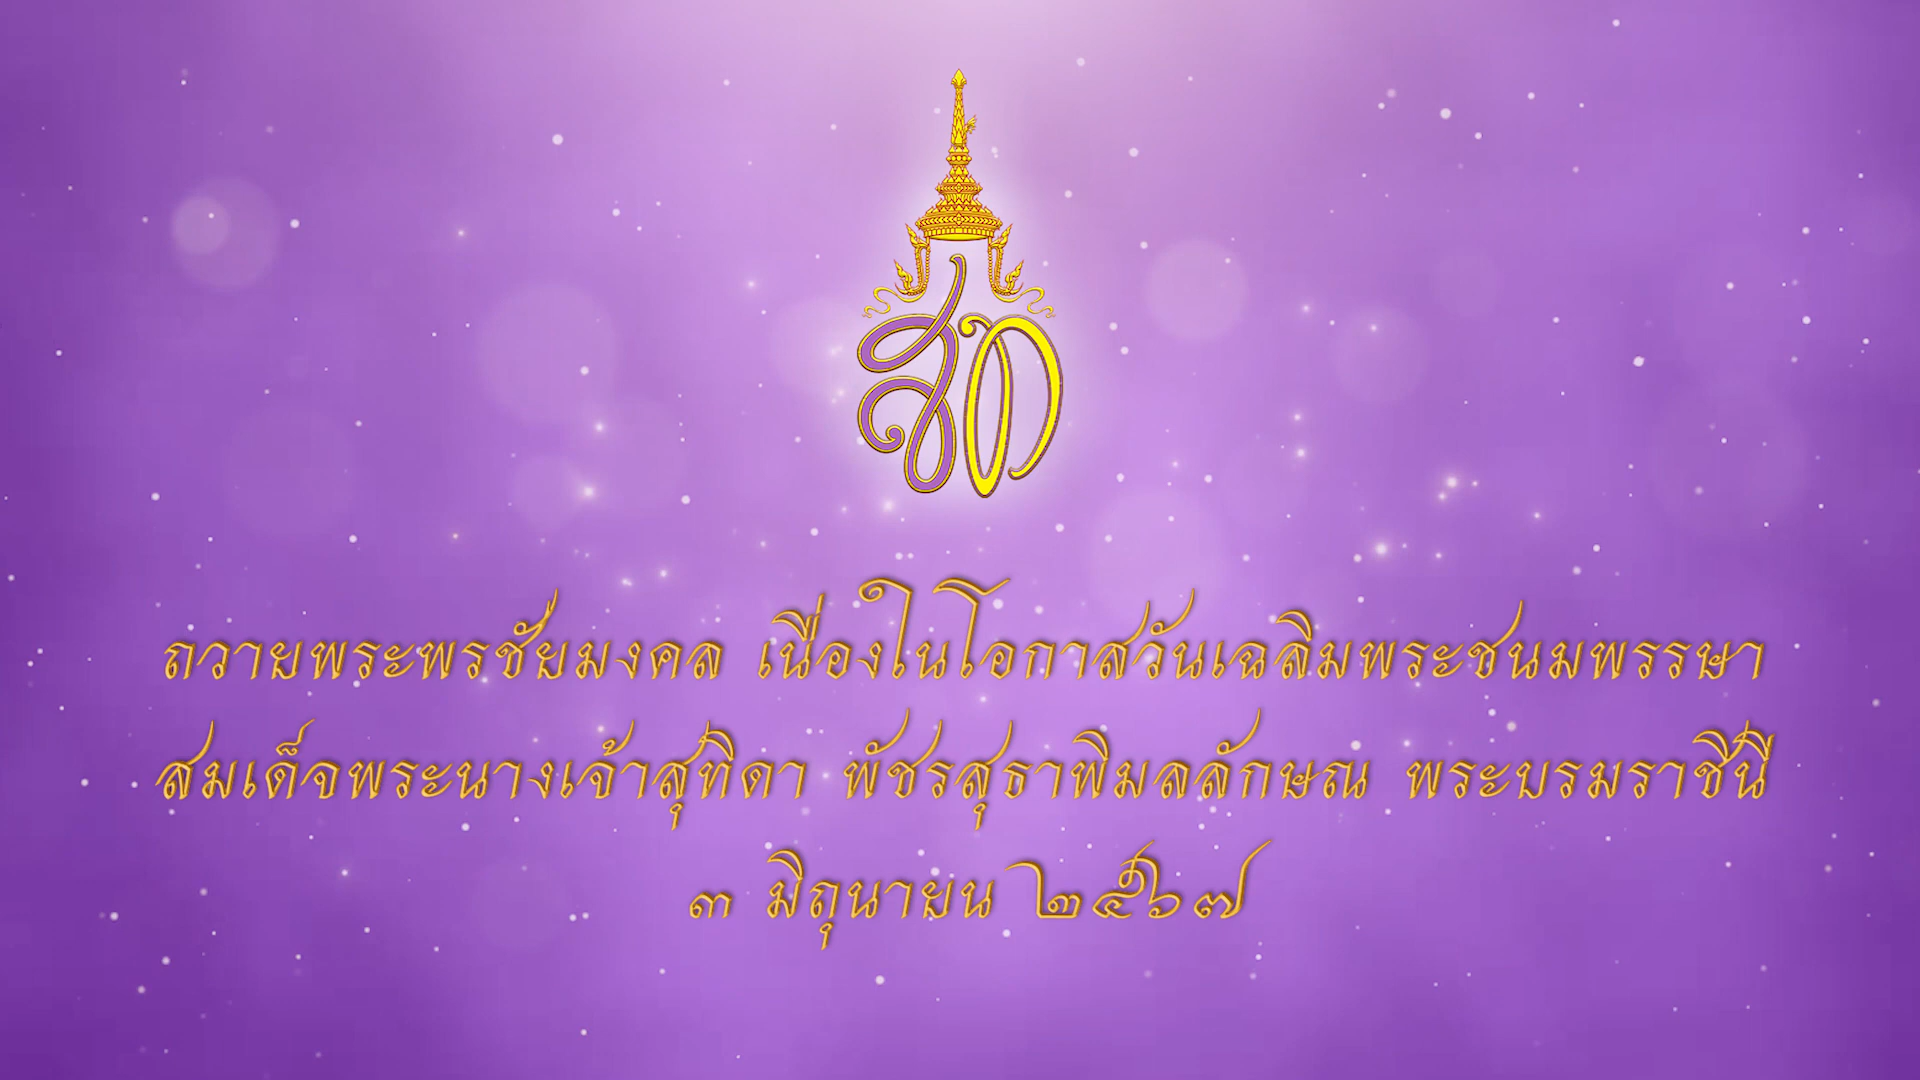 สท
ถวายพระพรชัยมงคล เนื่องในโอกาสวันเฉลิมพระชนมพรรษา
สมเด็จพระนางเจ้าสุทิดา พัชรสุธาพิมลลักษณ พระบรมราชินี
๓ มิถุนายน ๒๕๖๗